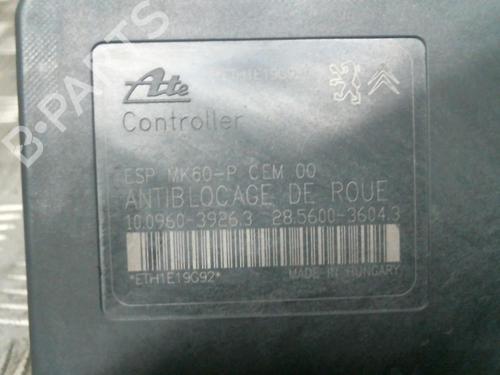 Ate
*ETH1E19G92*
Controller
ESP MK60-P CEM 00
ANTIBLOCAGE DE ROUE
10.0960-3926.3 28.5600-3604.3
*ETH1E19G92*
MADE IN HUNGARY